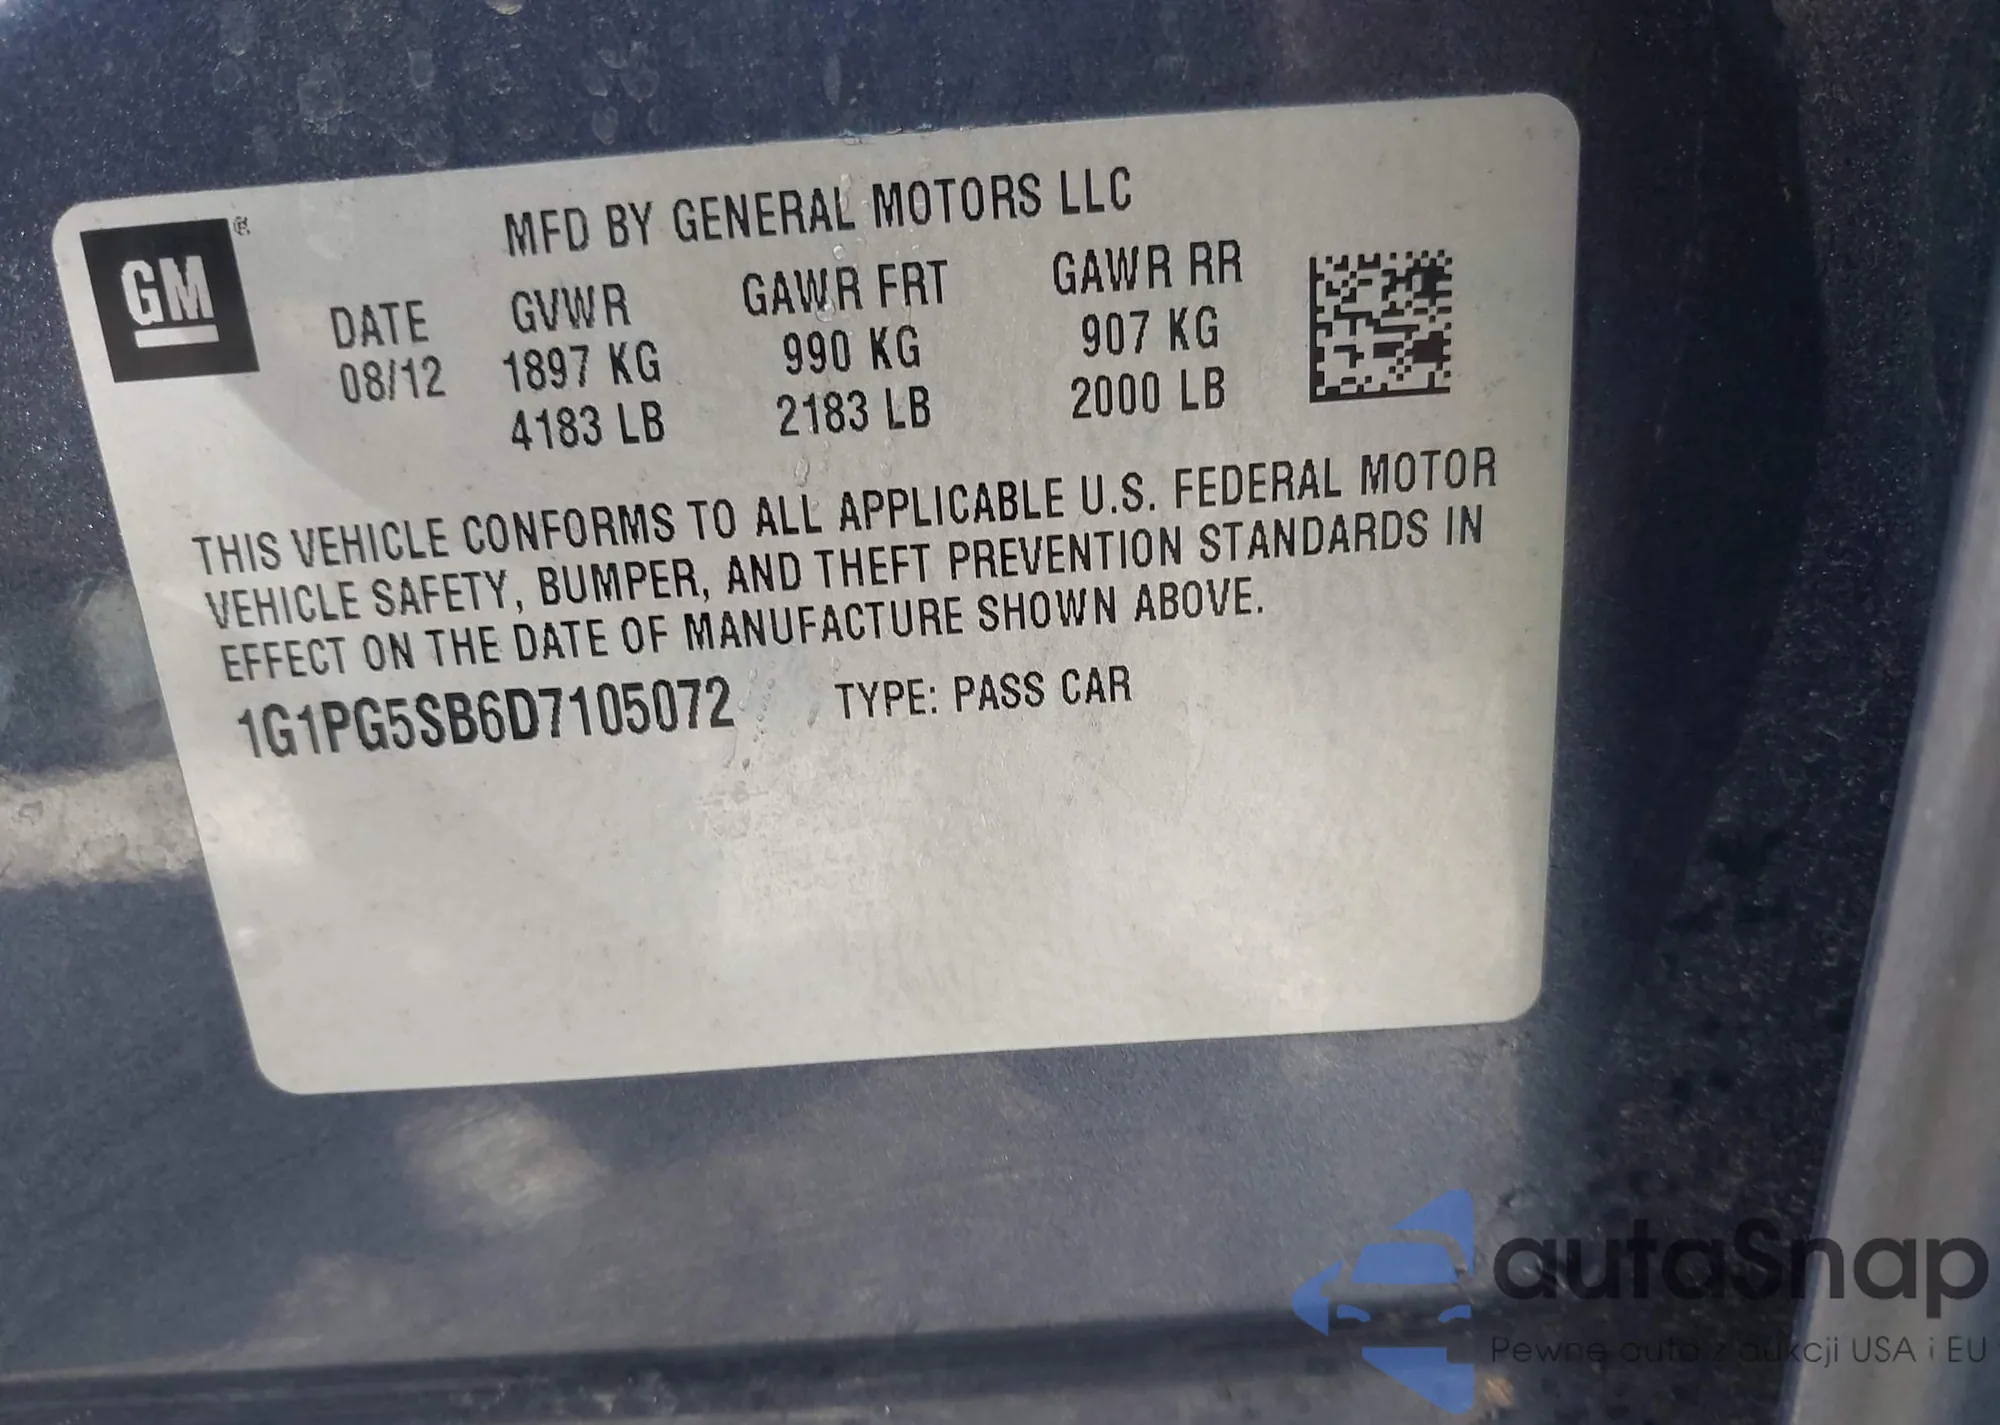 GM®
MFD BY GENERAL MOTORS LLC
DATE GVWR GAWR FRT GAWR RR
08/12 1897 KG 990 KG 907 KG
4183 LB 2183 LB 2000 LB
THIS VEHICLE CONFORMS TO ALL APPLICABLE U.S. FEDERAL MOTOR
VEHICLE SAFETY, BUMPER, AND THEFT PREVENTION STANDARDS IN
EFFECT ON THE DATE OF MANUFACTURE SHOWN ABOVE.
1G1PG5SB6D7105072 TYPE: PASS CAR
autaSnap
Pewne auta z aukcji USA i EU